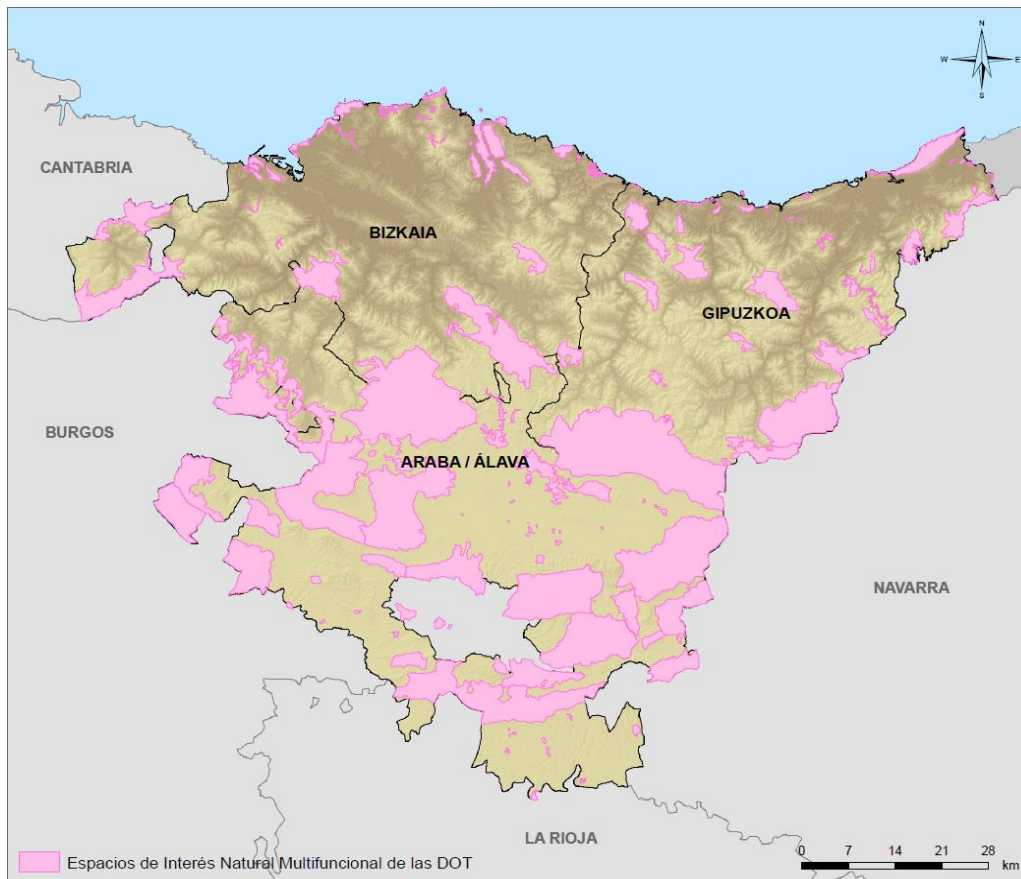 N
W E
S
CANTABRIA
BIZKAIA
GIPUZKOA
BURGOS
ARABA / ÁLAVA
NAVARRA
LA RIOJA
Espacios de Interés Natural Multifuncional de las DOT
0 7 14 21 28
km